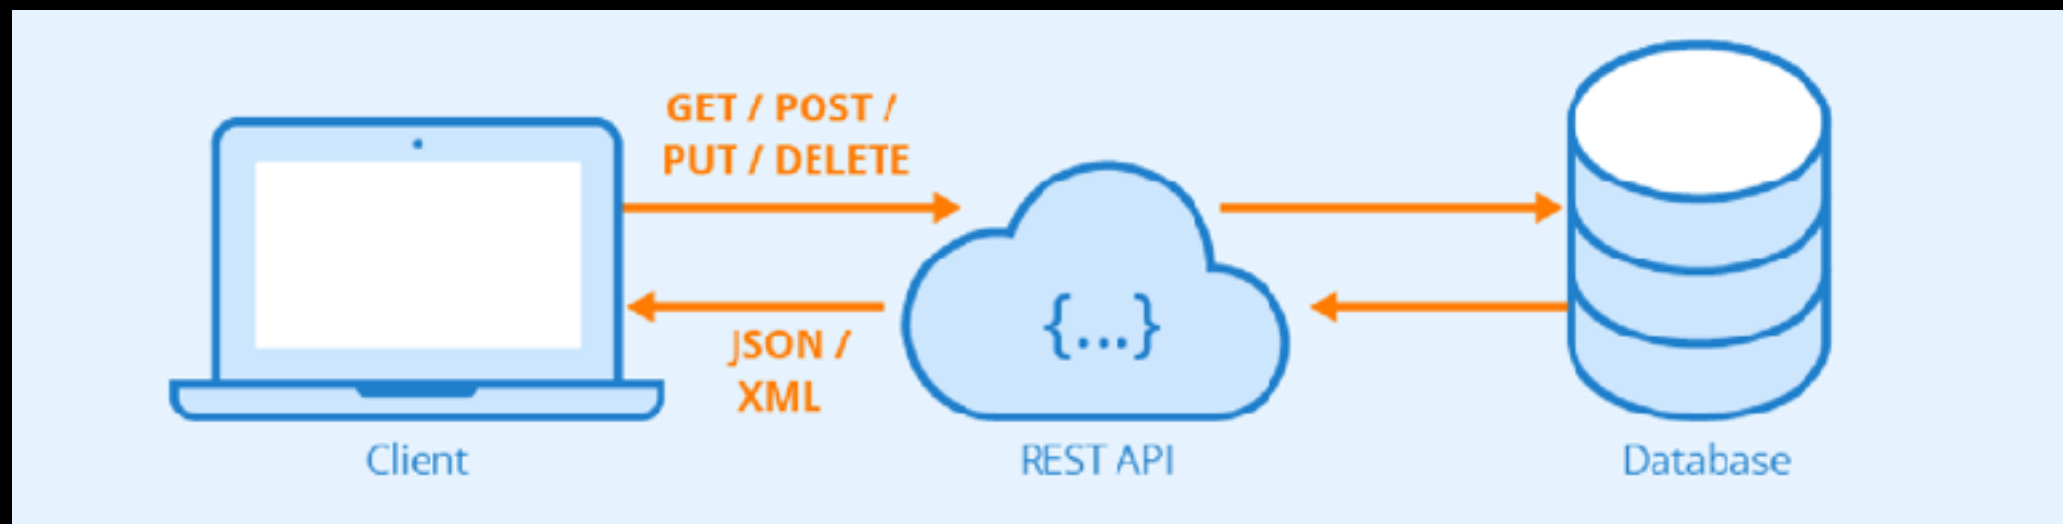 GET / POST /
PUT / DELETE
{...}
JSON /
XML
Client
REST API
Database